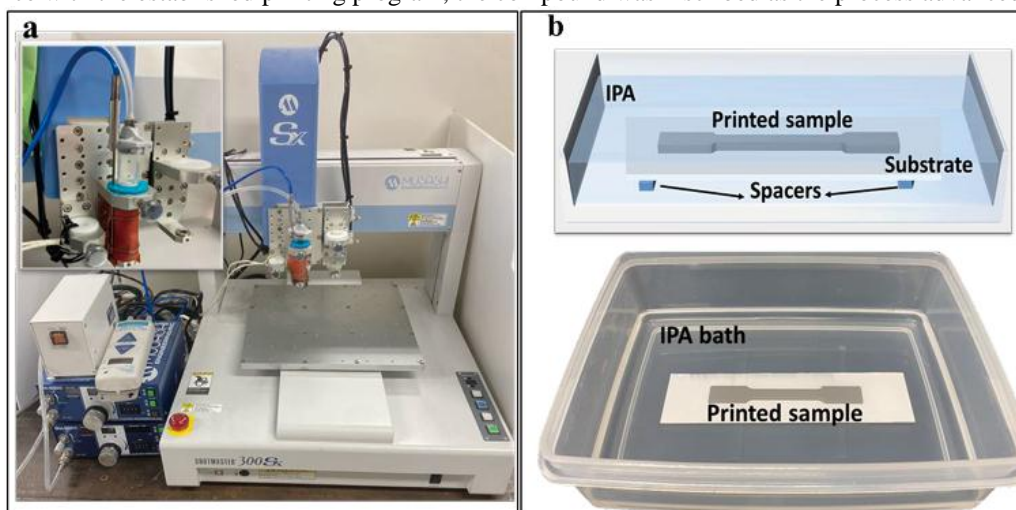 a
b
SX
MUSASHI
SHOTMASTER 300SX
IPA
Printed sample
Substrate
Spacers
IPA bath
Printed sample